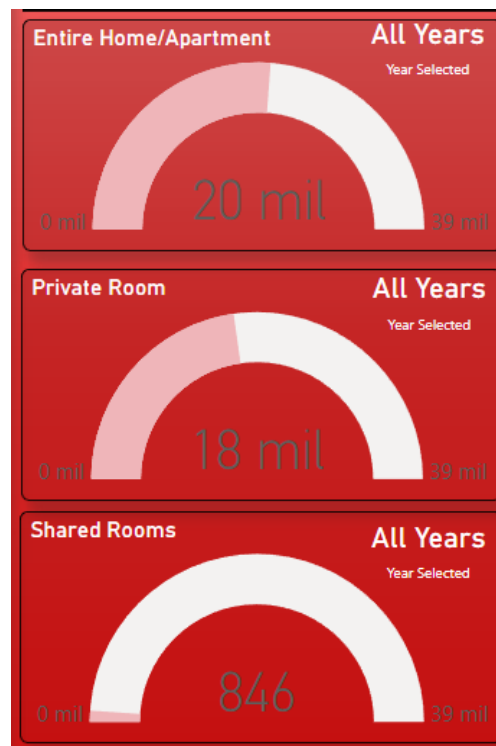 Entire Home/Apartment
All Years
Year Selected
20 mil
0 mil
39 mil
Private Room
All Years
Year Selected
18 mil
0 mil
39 mil
Shared Rooms
All Years
Year Selected
846
0 mil
39 mil